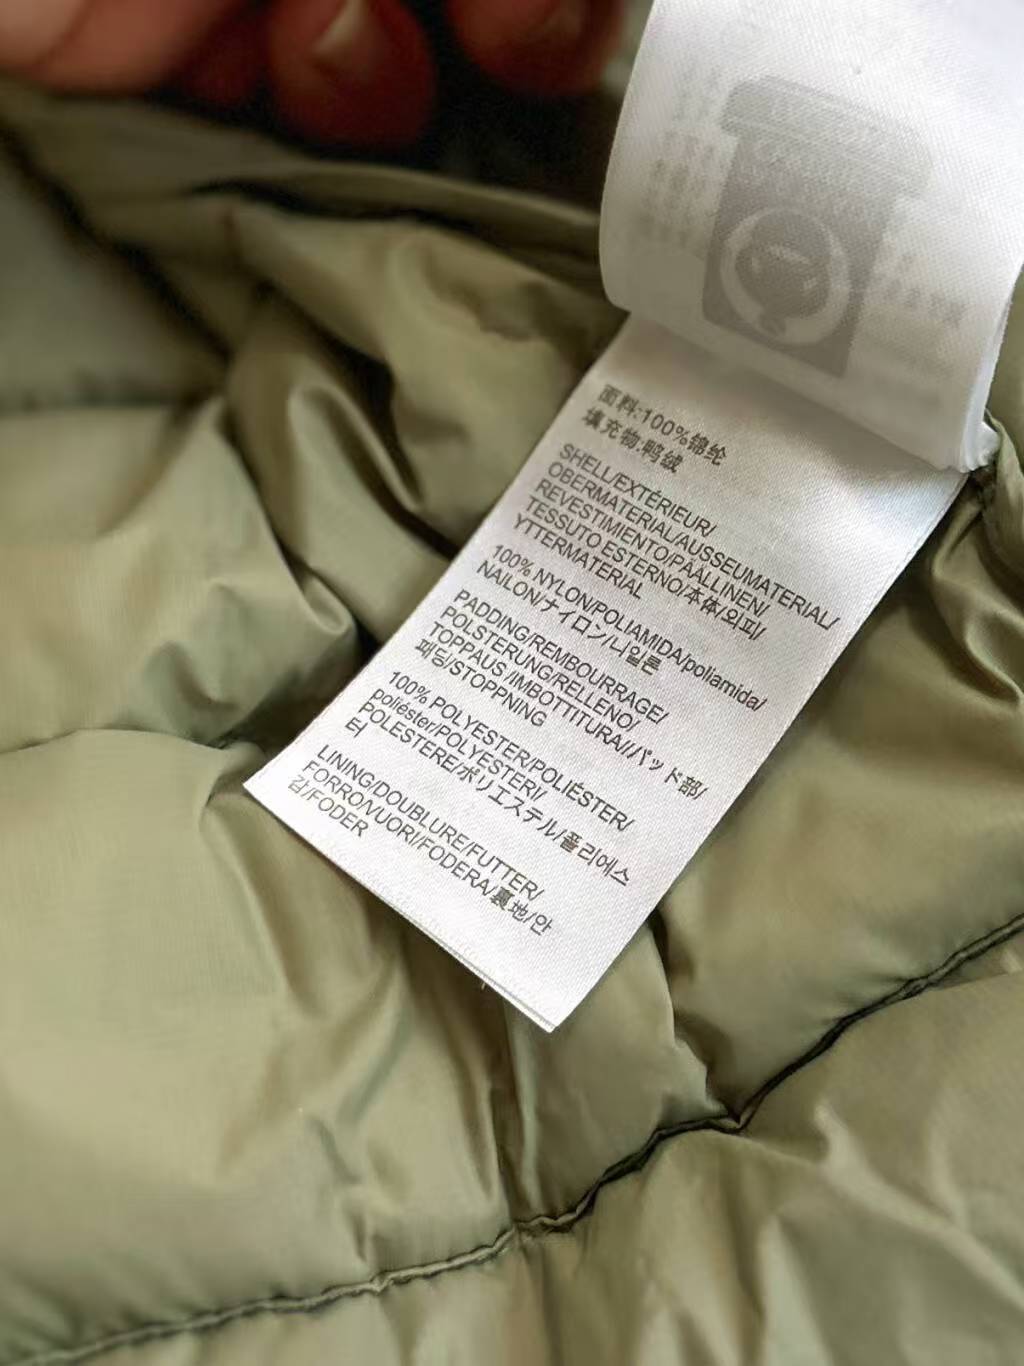 面料:100%锦纶
填充物:鸭绒
SHELL/EXTÉRIEUR/
OBERMATERIAL/AUSSEUMATERIAL/
REVESTIMIENTO/PÄÄLLINEN/
TESSUTO ESTERNO/本体/외피/
YTTERMATERIAL
100% NYLON/POLIAMIDA/poliamida/
NAILON/ナイロン/니일론
PADDING/REMBOURRAGE/
POLSTERUNG/RELLENO/
TOPPAUS /IMBOTTITURA//パッド部/
패딩/STOPPNING
100% POLYESTER/POLIÉSTER/
poliéster/POLYESTERI/
POLESTERE/ポリエステル/폴리에스
터
LINING/DOUBLURE/FUTTER/
FORRO/VUORI/FODERA/裏地/안
감/FODER